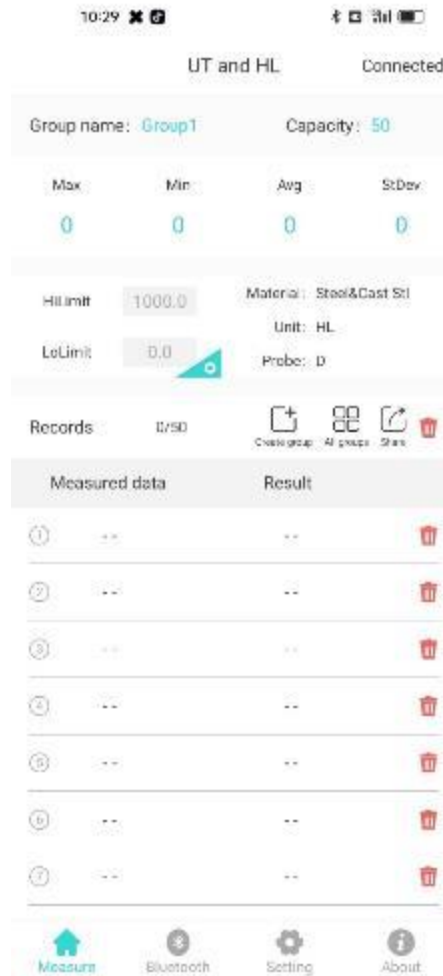 10:29
UT and HL Connected
Group name: Group1 Capacity: 50
Max Min Avg StDev
0 0 0 0
HiLimit 1000.0
LoLimit 0.0
Material: Steel&Cast Stl
Unit: HL
Probe: D
Records 0/50
Create group All groups Share
Measured data Result
1 -- --
2 -- --
3 -- --
4 -- --
5 -- --
6 -- --
7 -- --
Measure Bluetooth Setting About